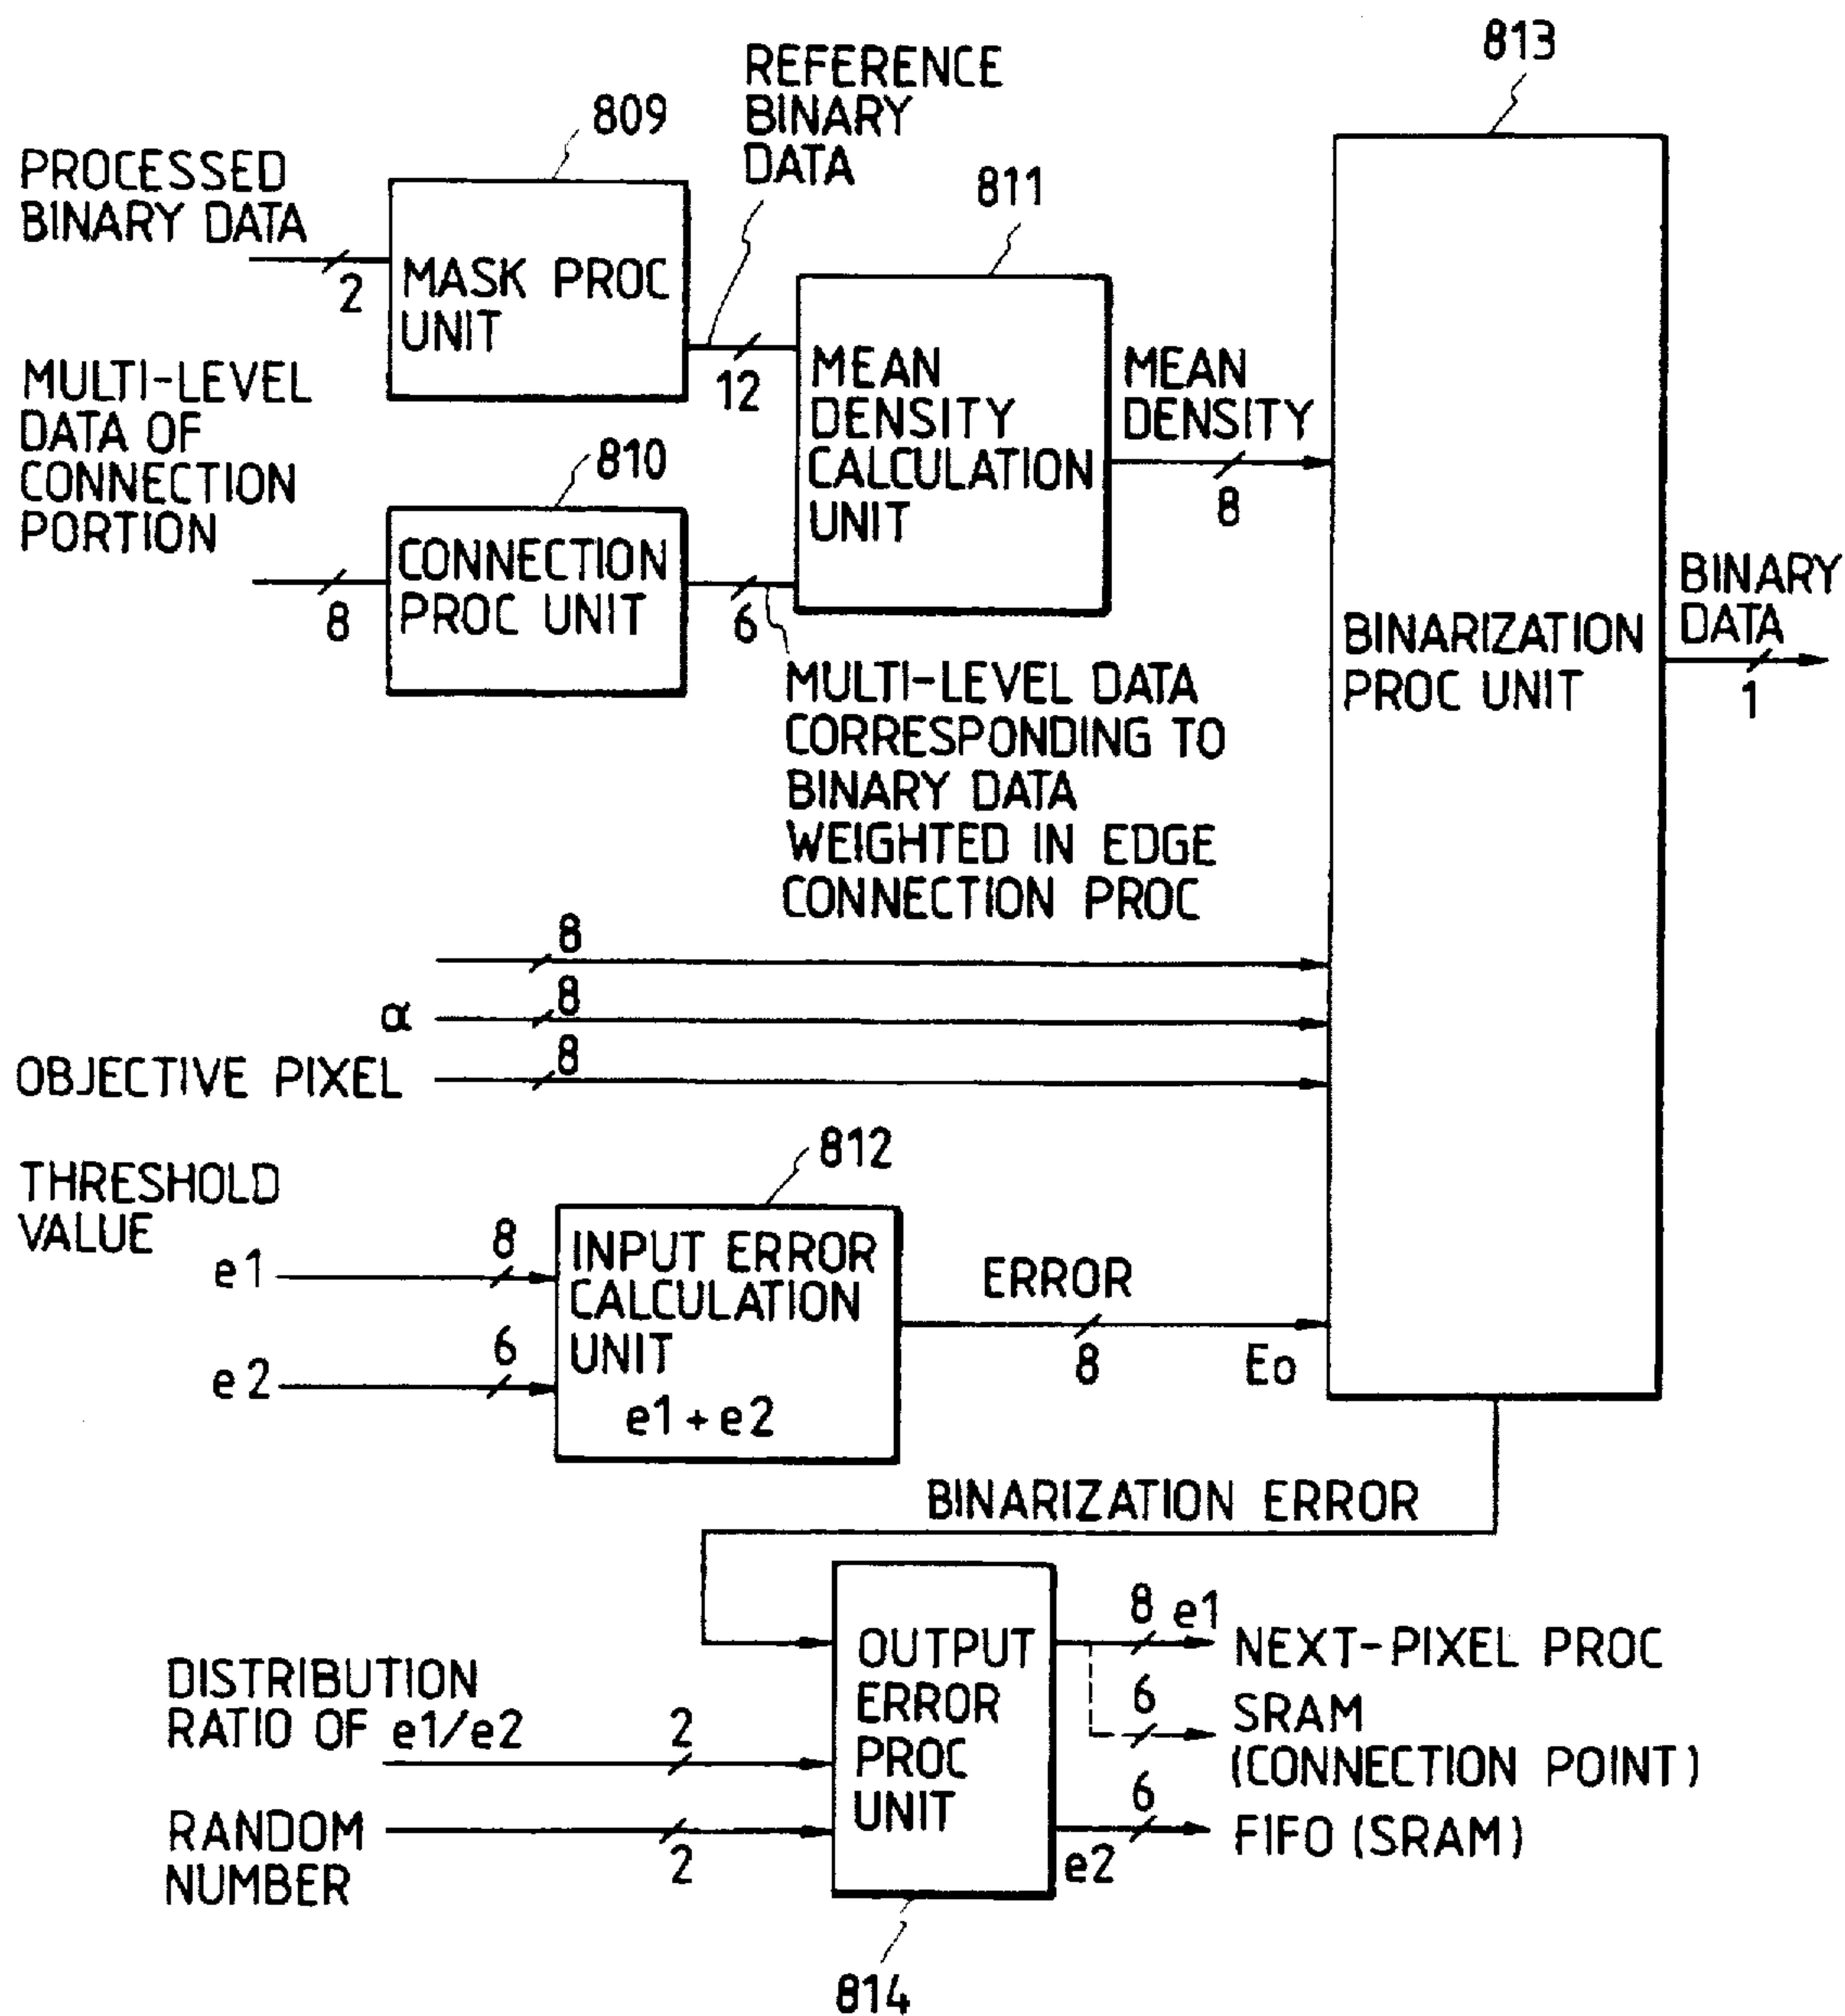 813
REFERENCE
BINARY
DATA
809
PROCESSED
BINARY DATA
811
2
MASK PROC
UNIT
12
MULTI-LEVEL
DATA OF
CONNECTION
PORTION
MEAN
DENSITY
CALCULATION
UNIT
MEAN
DENSITY
8
810
CONNECTION
PROC UNIT
8
6
BINARY
DATA
1
BINARIZATION
PROC UNIT
MULTI-LEVEL DATA
CORRESPONDING TO
BINARY DATA
WEIGHTED IN EDGE
CONNECTION PROC
8
α
8
OBJECTIVE PIXEL
8
812
THRESHOLD
VALUE
e1
8
INPUT ERROR
CALCULATION
UNIT
e1+e2
ERROR
8
Eo
e2
6
BINARIZATION ERROR
OUTPUT
ERROR
PROC
UNIT
8 e1
NEXT-PIXEL PROC
6
SRAM
(CONNECTION POINT)
DISTRIBUTION
RATIO OF e1/e2
2
6
e2
FIFO (SRAM)
RANDOM
NUMBER
2
814